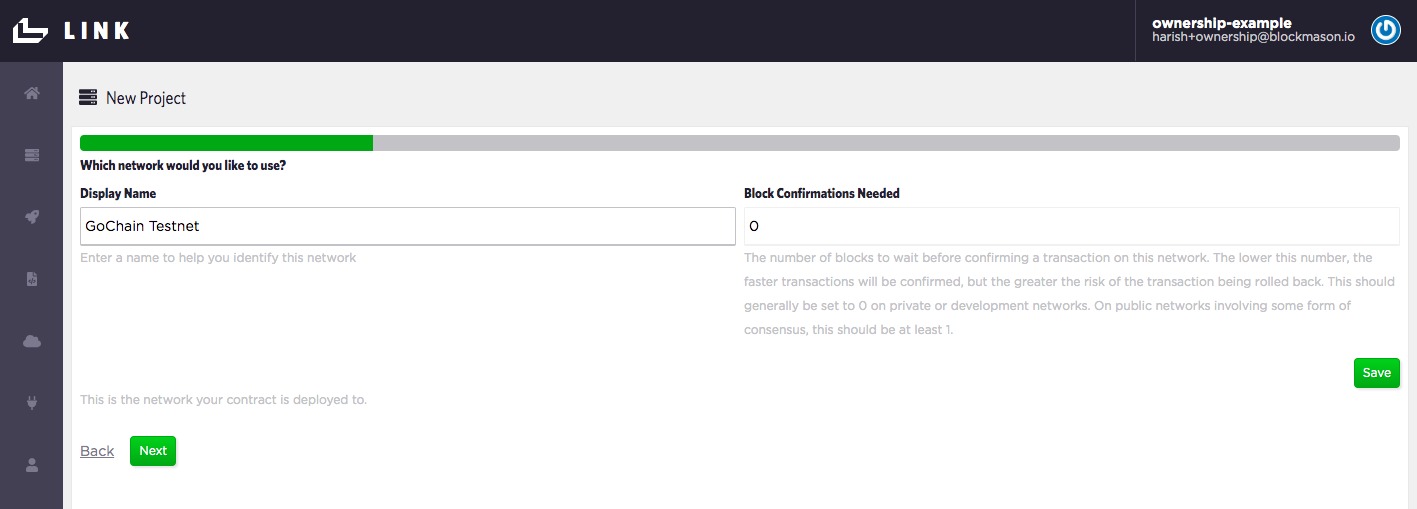 LINK
ownership-example
harish+ownership@blockmason.io
New Project
Which network would you like to use?
Display Name
Block Confirmations Needed
GoChain Testnet
0
Enter a name to help you identify this network
The number of blocks to wait before confirming a transaction on this network. The lower this number, the
faster transactions will be confirmed, but the greater the risk of the transaction being rolled back. This should
generally be set to 0 on private or development networks. On public networks involving some form of
consensus, this should be at least 1.
Save
This is the network your contract is deployed to.
Back
Next